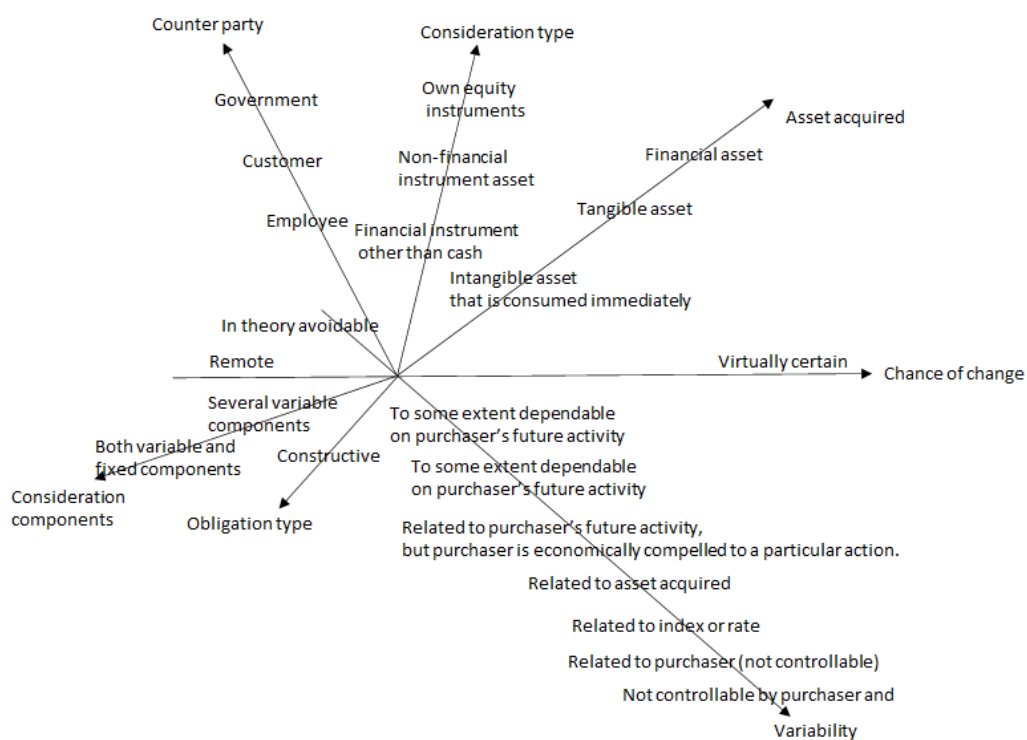 Counter party
Consideration type
Own equity
instruments
Government
Asset acquired
Financial asset
Non-financial
instrument asset
Customer
Tangible asset
Employee
Financial instrument
other than cash
Intangible asset
that is consumed immediately
In theory avoidable
Remote
Virtually certain
Chance of change
Several variable
components
To some extent dependable
on purchaser's future activity
Both variable and
fixed components
Constructive
To some extent dependable
on purchaser's future activity
Consideration
components
Obligation type
Related to purchaser's future activity,
but purchaser is economically compelled to a particular action.
Related to asset acquired
Related to index or rate
Related to purchaser (not controllable)
Not controllable by purchaser and
Variability